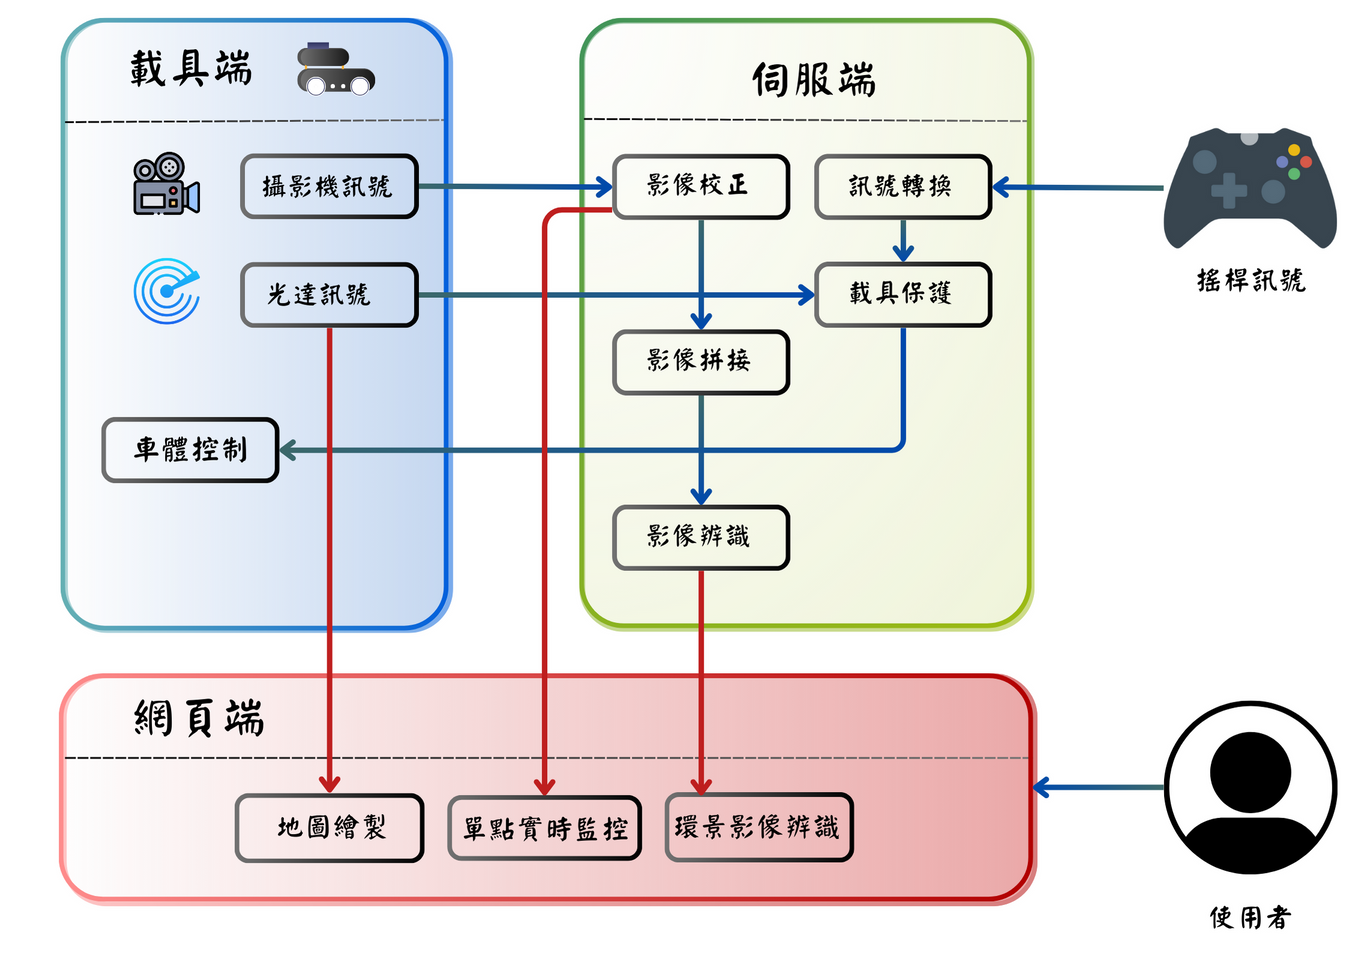 載具端
伺服端
攝影機訊號
影像校正
訊號轉換
光達訊號
載具保護
搖桿訊號
影像拼接
車體控制
影像辨識
網頁端
地圖繪製
單點實時監控
環景影像辨識
使用者